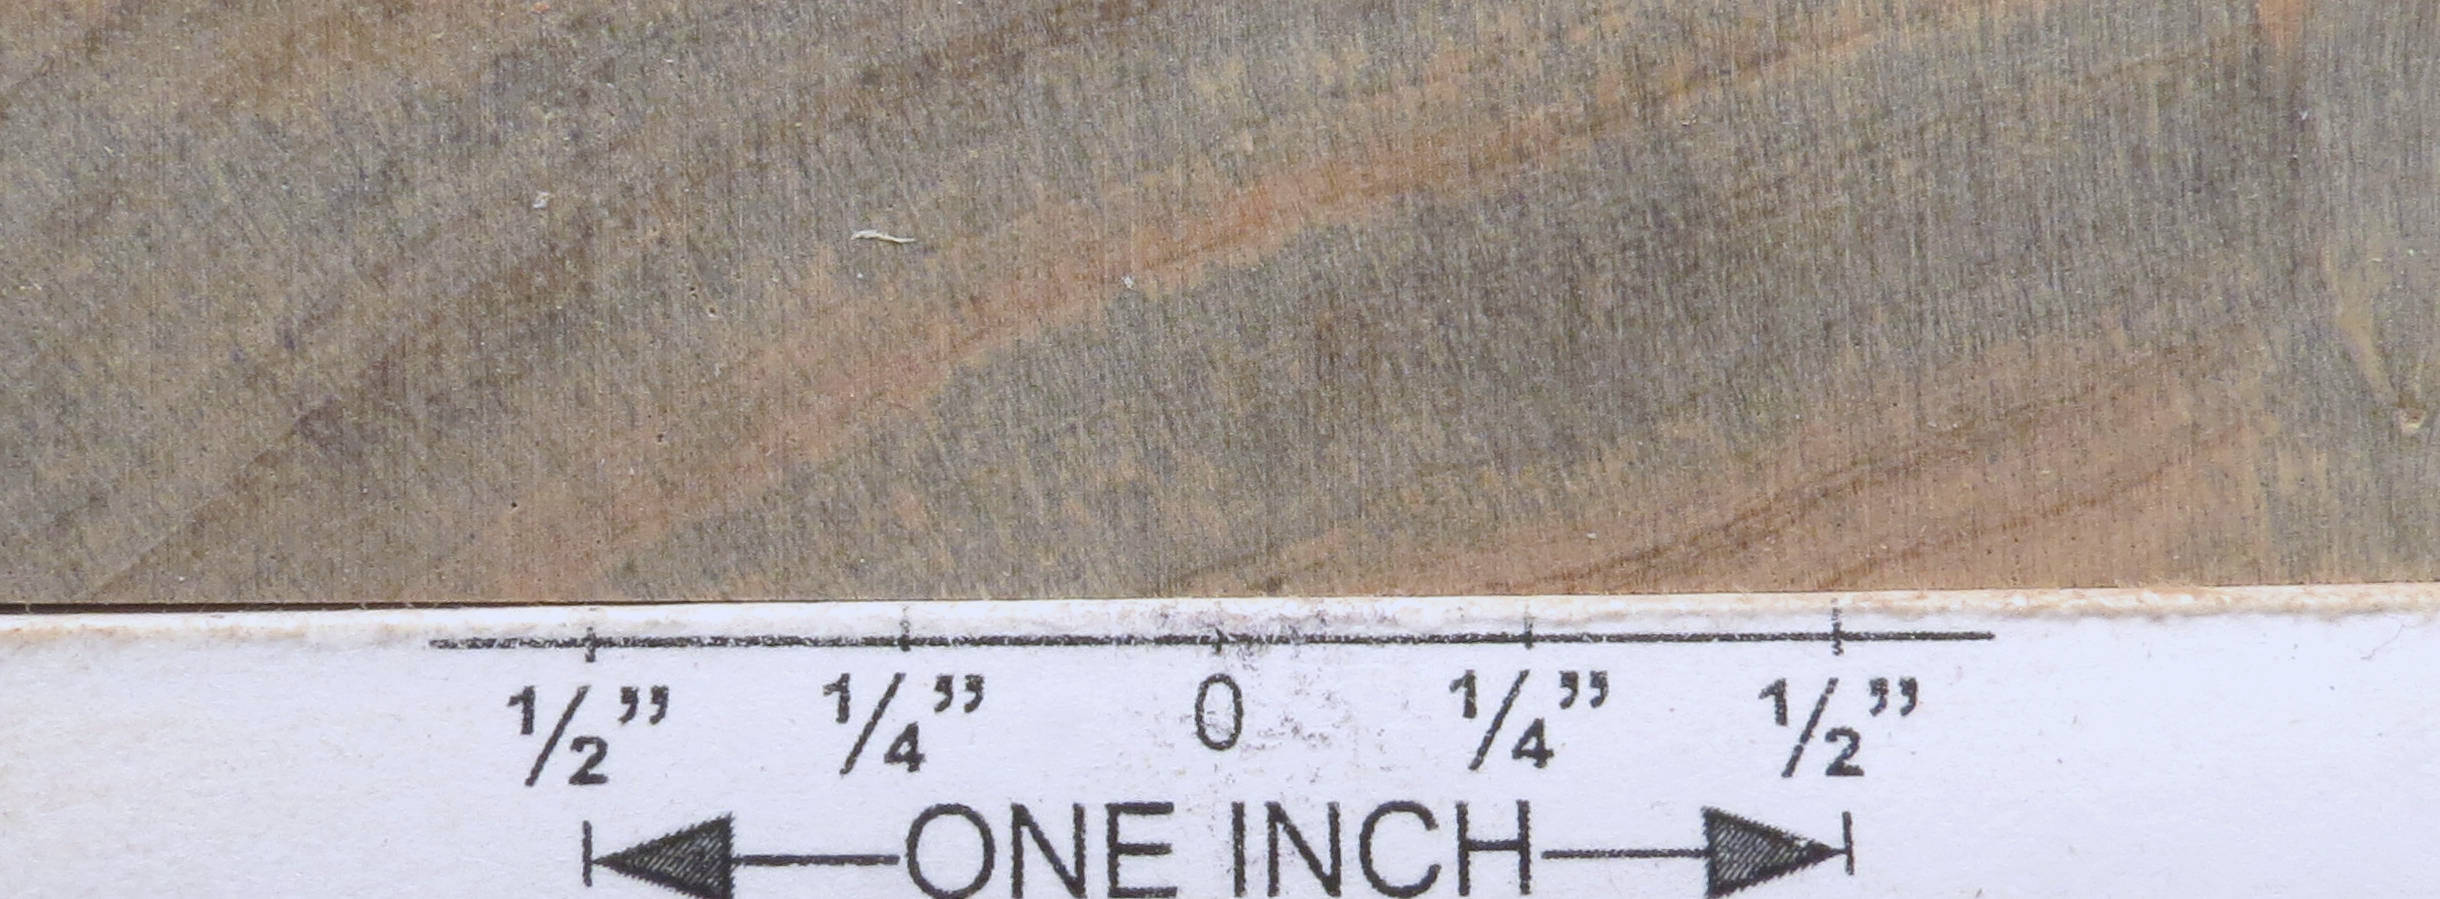 1/2” 1/4” 0 1/4” 1/2”
ONE INCH